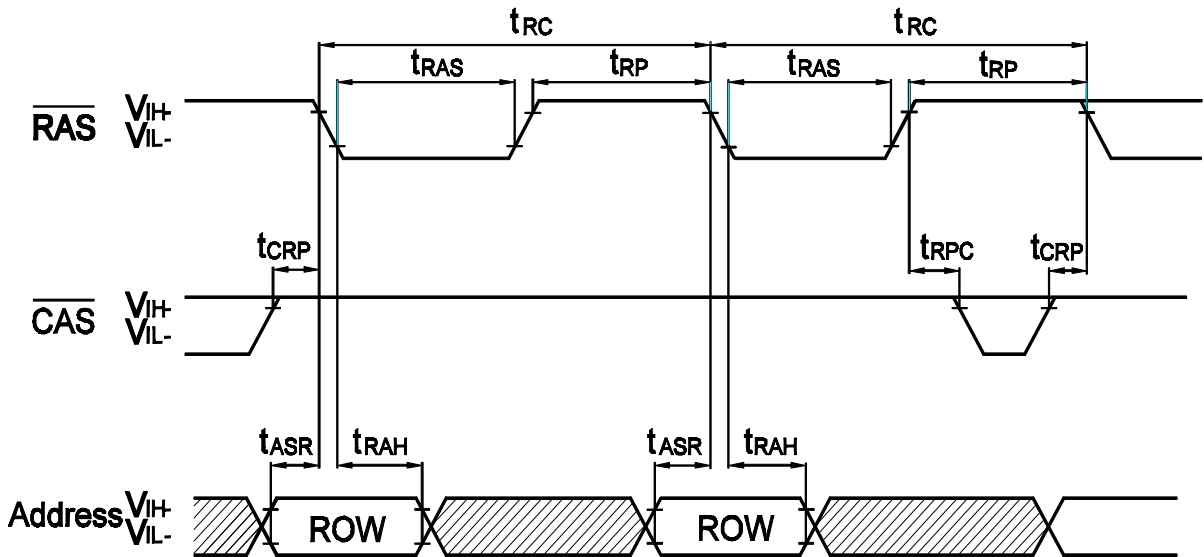 tRC tRC
tRAS tRP tRAS tRP
RAS VIH-
VIL-
tCRP tRPC tCRP
CAS VIH-
VIL-
tASR tRAH tASR tRAH
Address VIH-
VIL-
ROW ROW